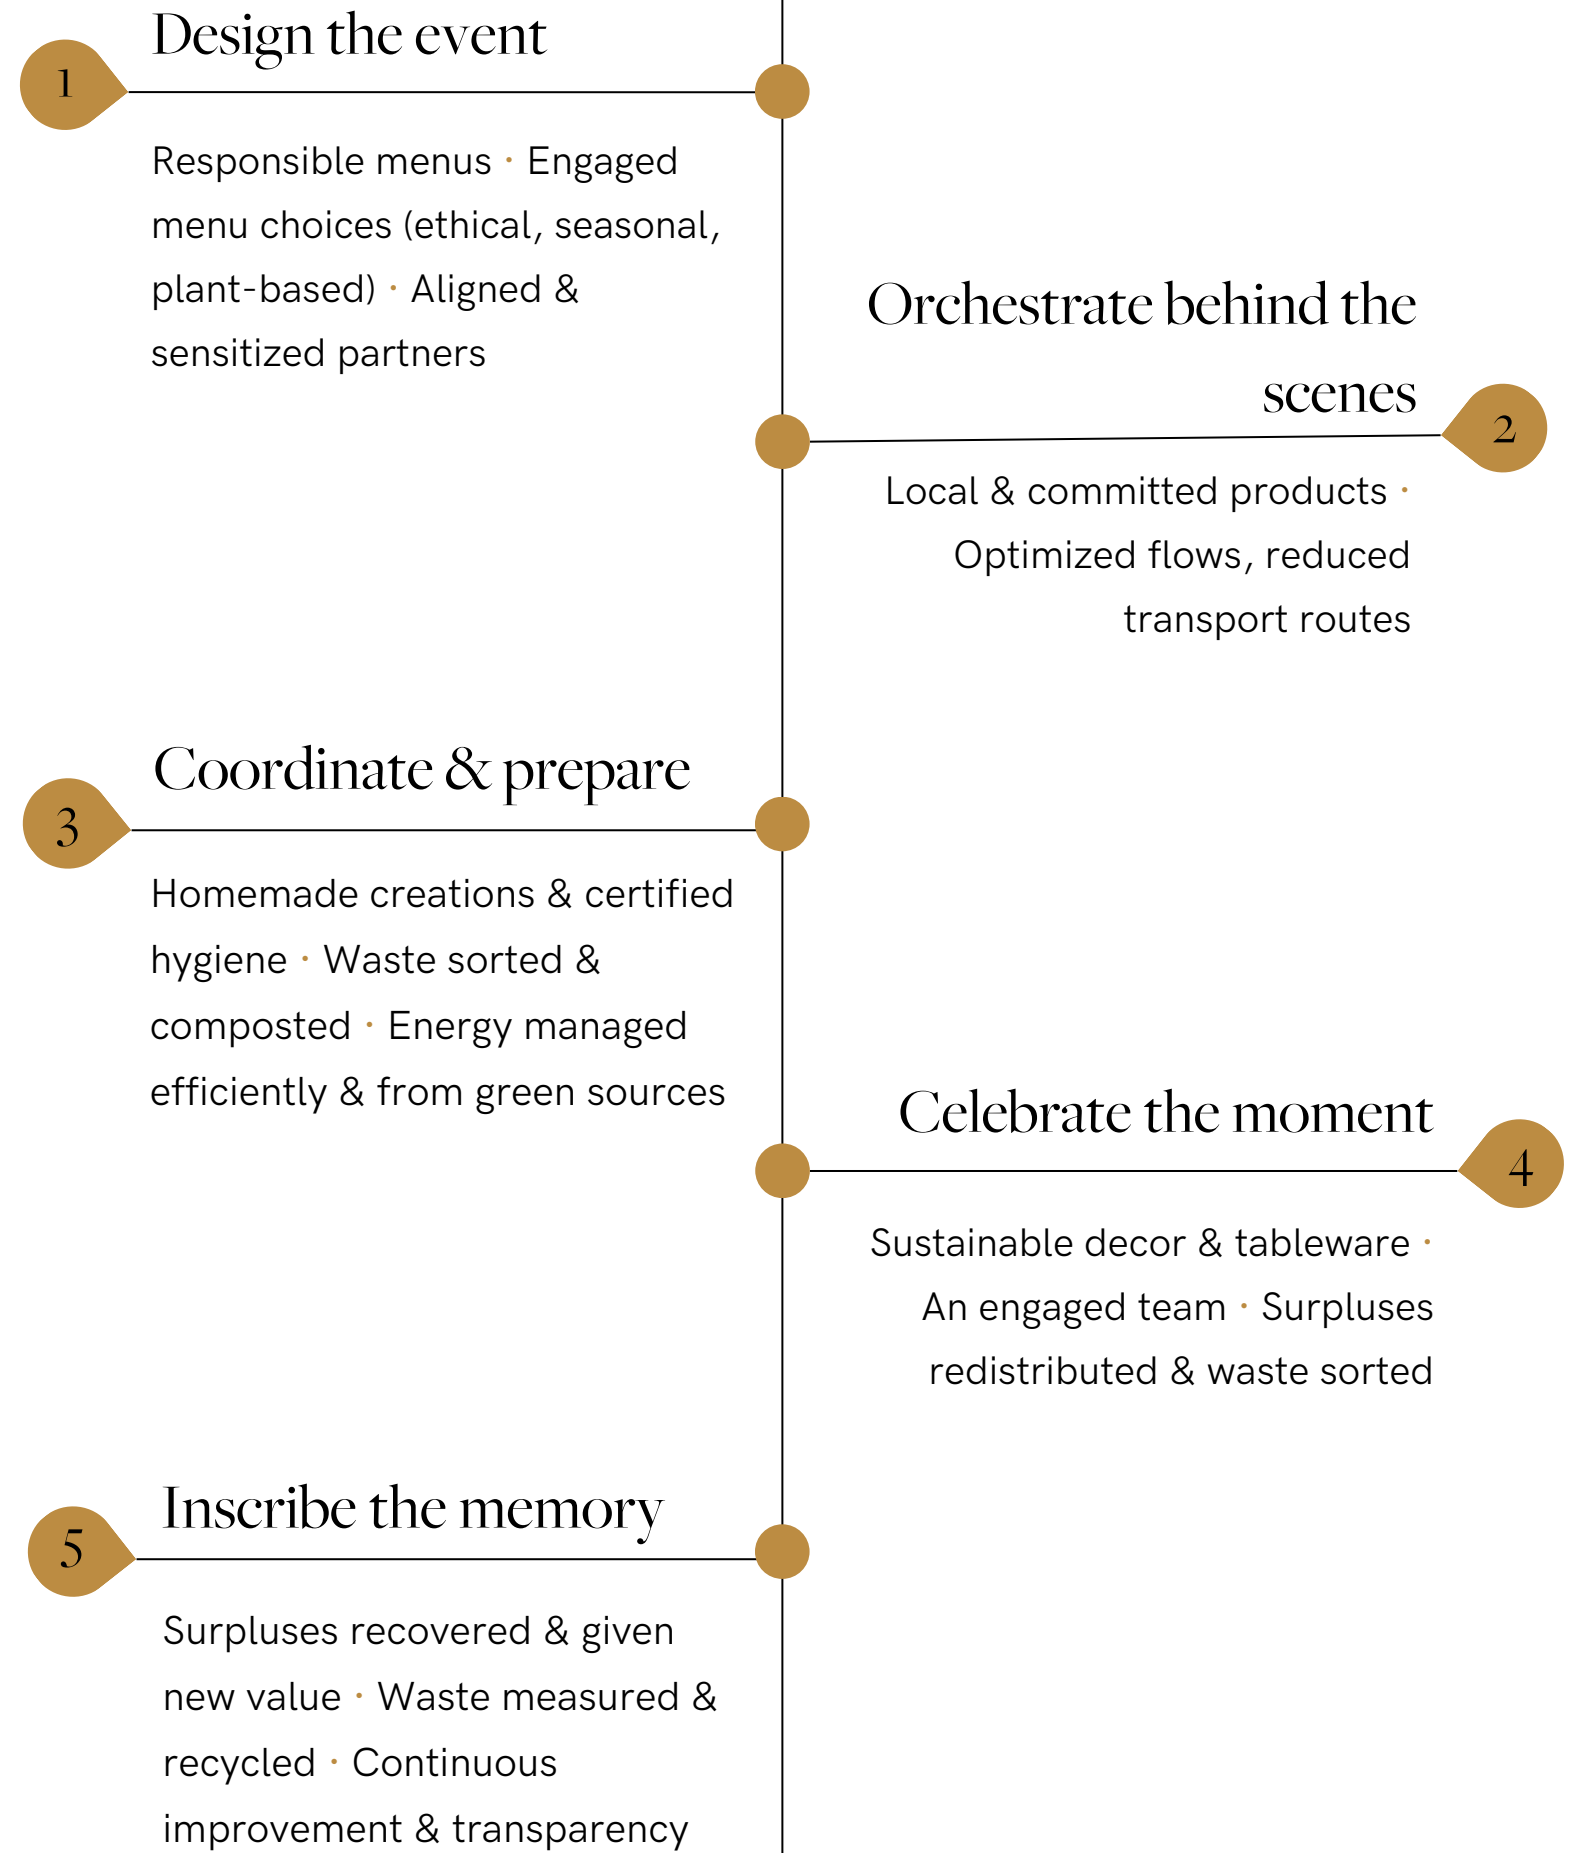 Design the event
1
Responsible menus · Engaged
menu choices (ethical, seasonal,
plant-based) · Aligned &
sensitized partners
Orchestrate behind the
scenes
2
Local & committed products ·
Optimized flows, reduced
transport routes
Coordinate & prepare
3
Homemade creations & certified
hygiene · Waste sorted &
composted · Energy managed
efficiently & from green sources
Celebrate the moment
4
Sustainable decor & tableware ·
An engaged team · Surpluses
redistributed & waste sorted
Inscribe the memory
5
Surpluses recovered & given
new value · Waste measured &
recycled · Continuous
improvement & transparency